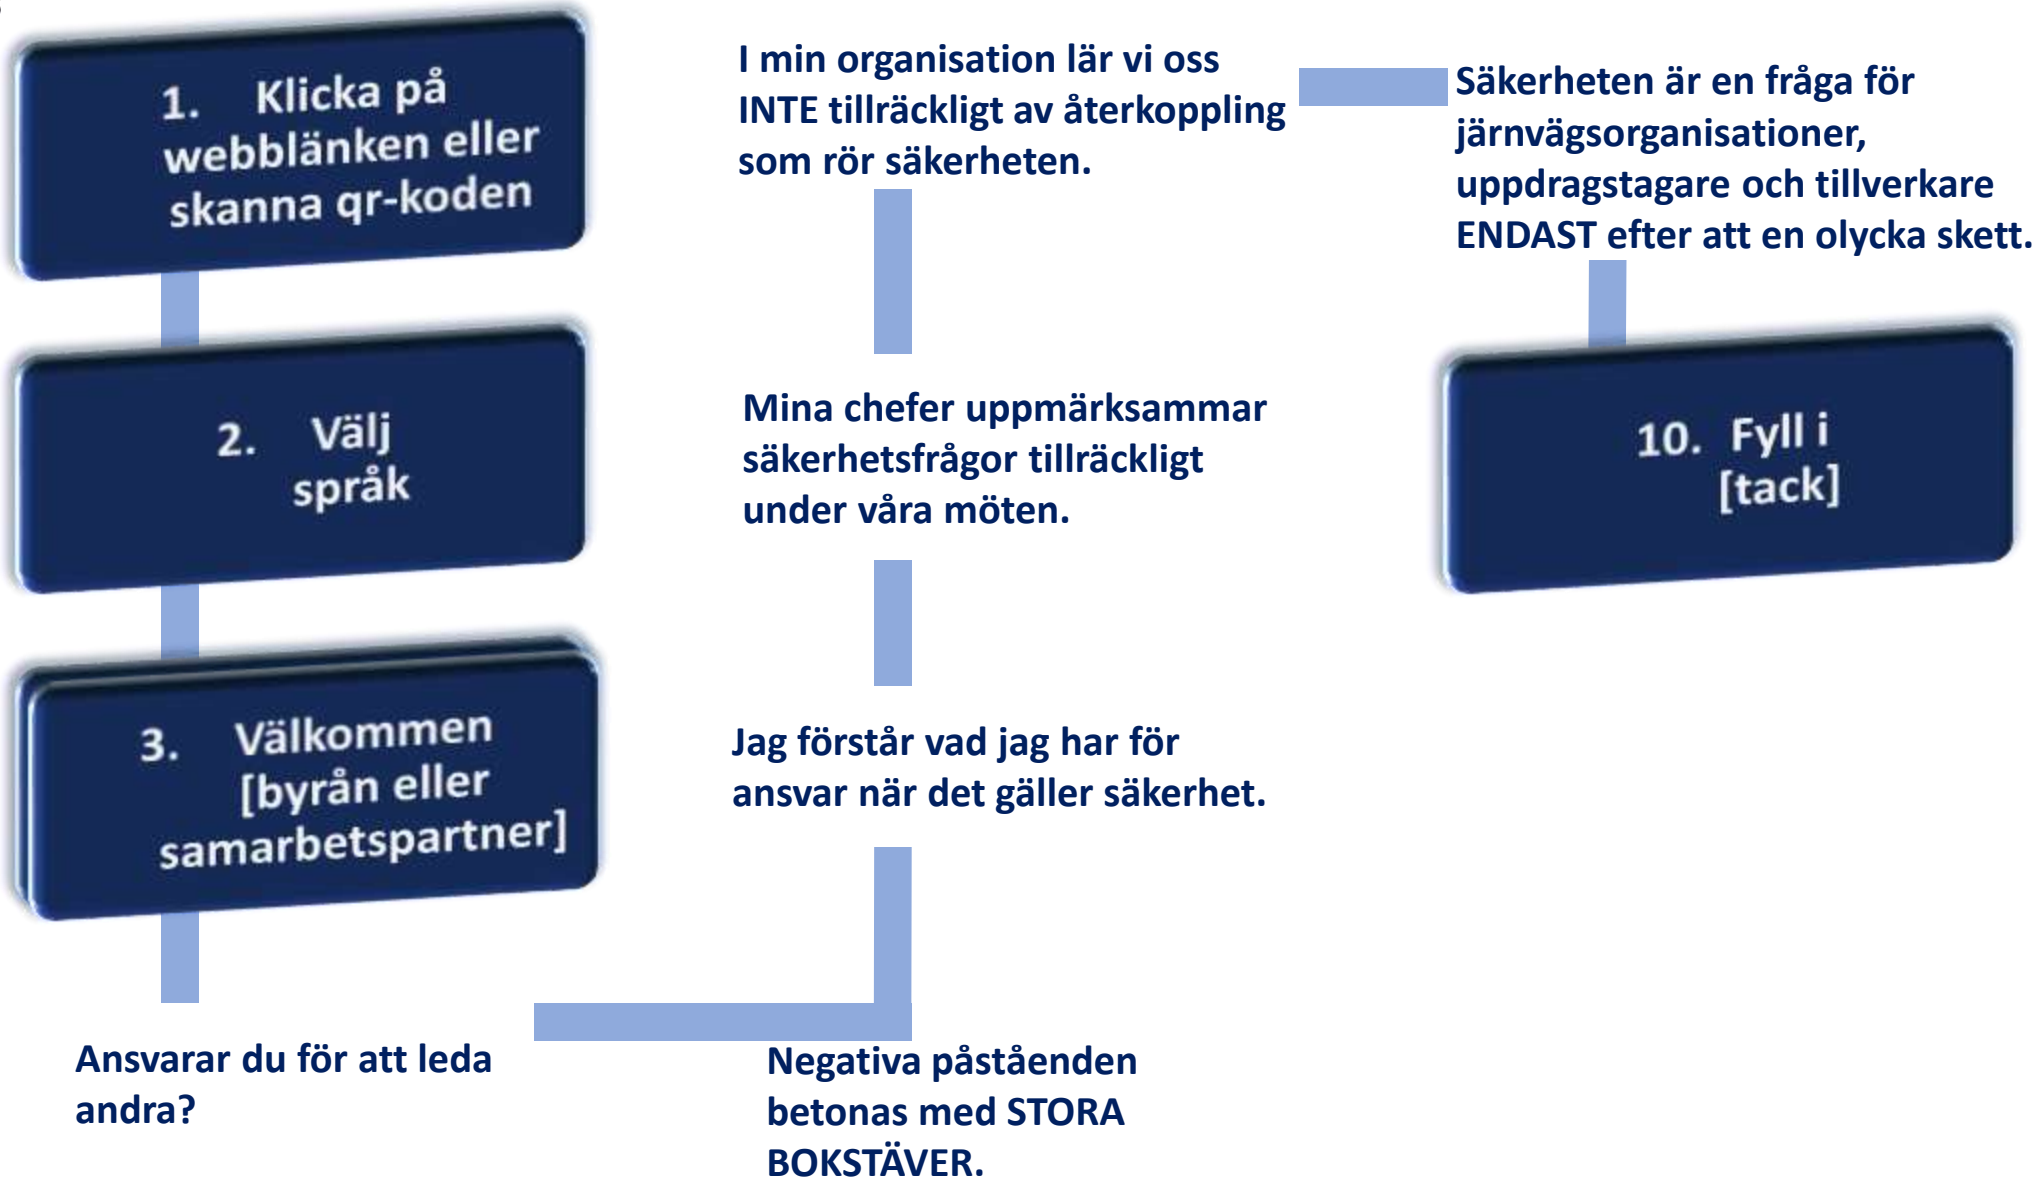 1. Klicka på
webblänken eller
skanna qr-koden
2. Välj
språk
3. Välkommen
[byrån eller
samarbetspartner]
Ansvarar du för att leda
andra?
I min organisation lär vi oss
INTE tillräckligt av återkoppling
som rör säkerheten.
Mina chefer uppmärksammar
säkerhetsfrågor tillräckligt
under våra möten.
Jag förstår vad jag har för
ansvar när det gäller säkerhet.
Negativa påståenden
betonas med STORA
BOKSTÄVER.
Säkerheten är en fråga för
järnvägsorganisationer,
uppdragstagare och tillverkare
ENDAST efter att en olycka skett.
10. Fyll i
[tack]